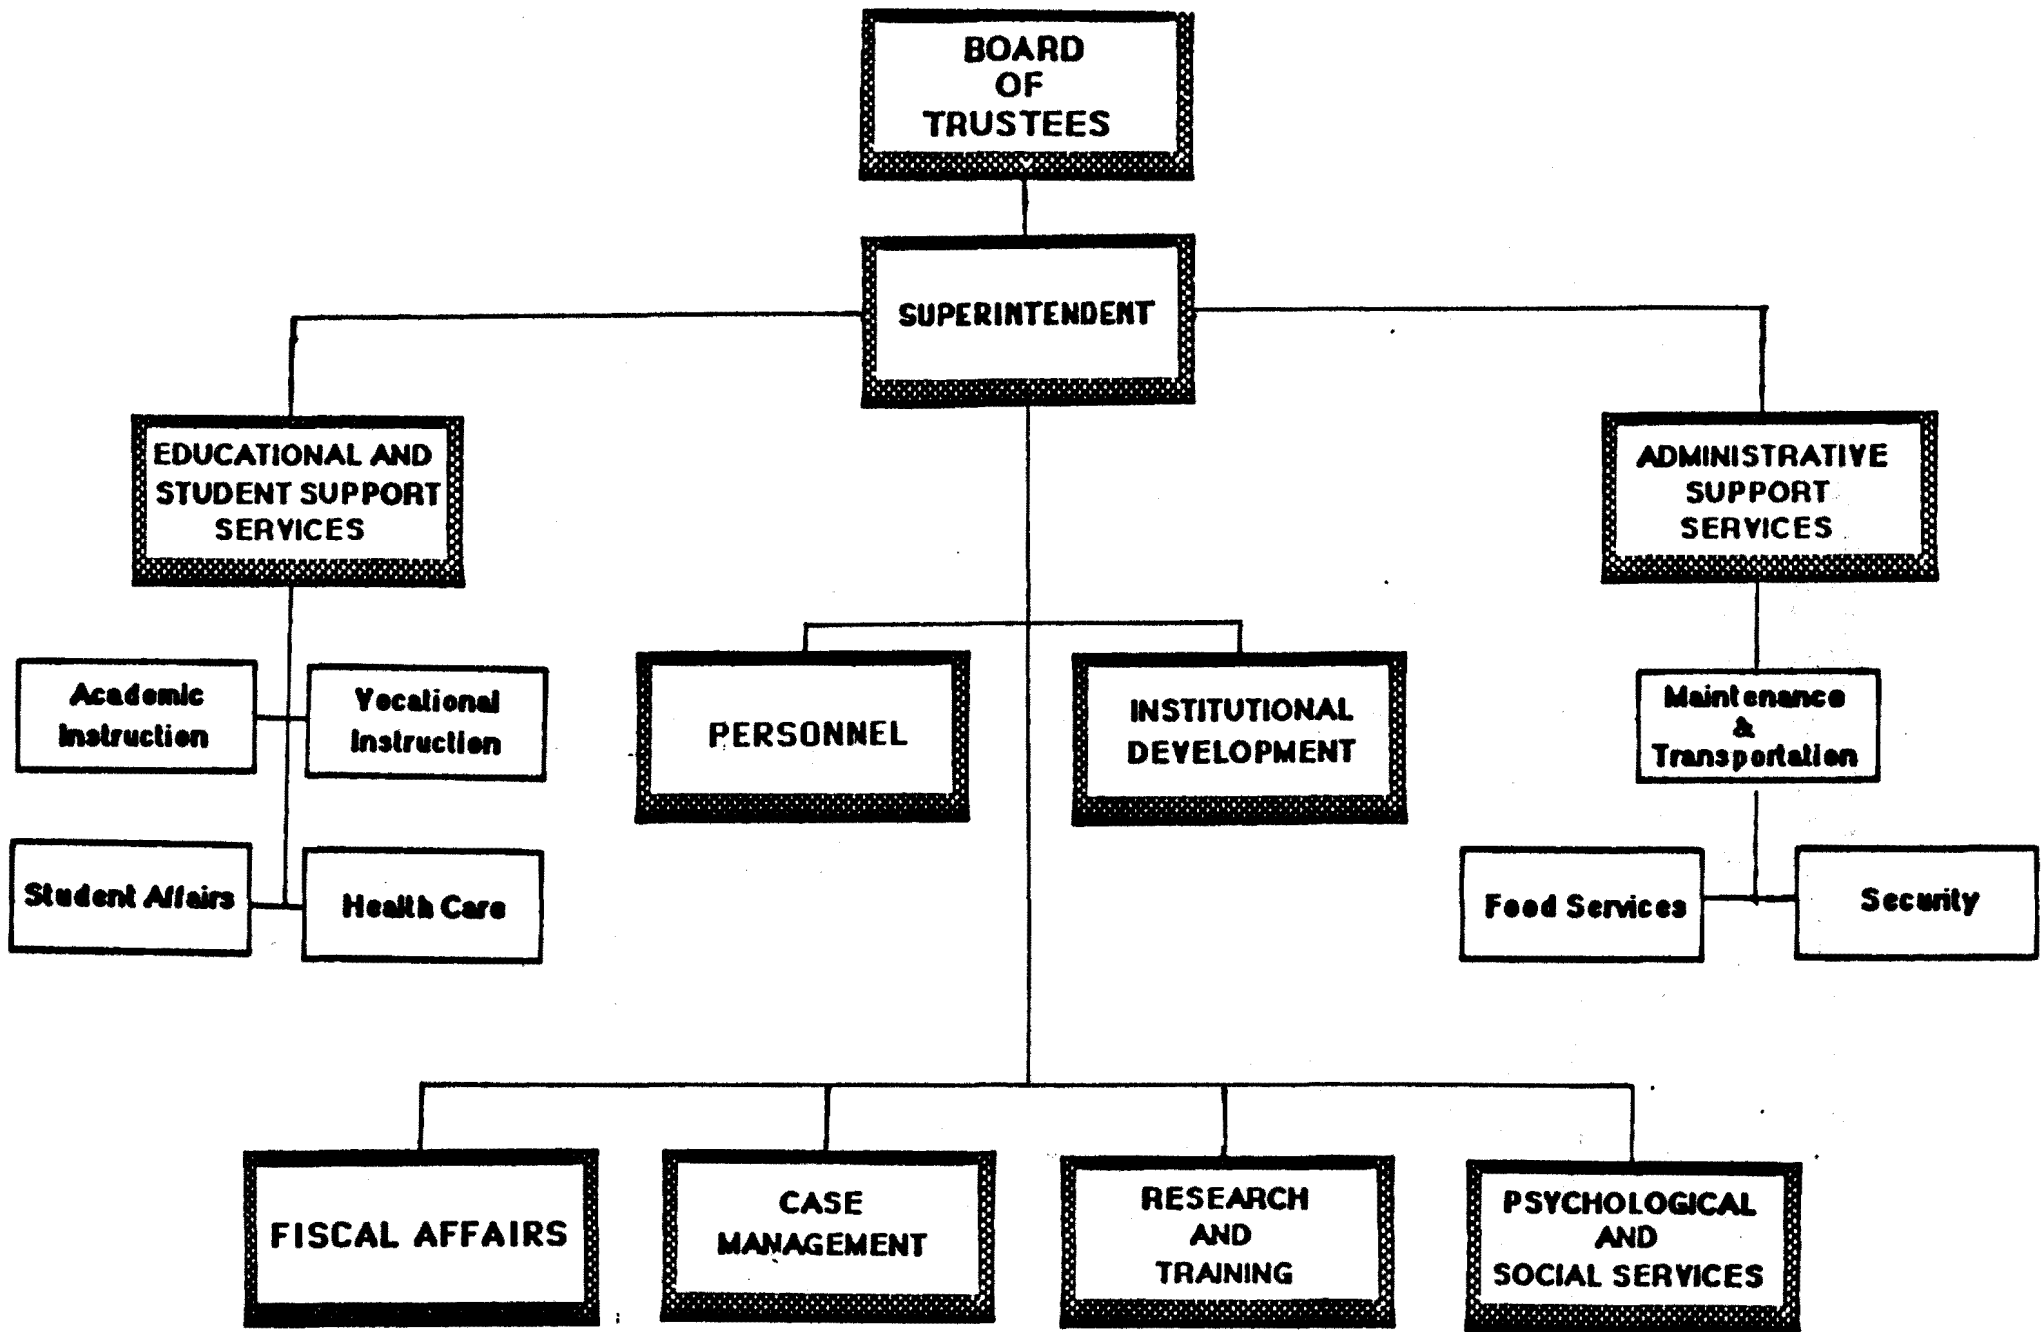 BOARD
OF
TRUSTEES
SUPERINTENDENT
EDUCATIONAL AND
STUDENT SUPPORT
SERVICES
ADMINISTRATIVE
SUPPORT
SERVICES
Academic
Instruction
Vocational
Instruction
PERSONNEL
INSTITUTIONAL
DEVELOPMENT
Maintenance
&
Transportation
Student Affairs
Health Care
Food Services
Security
FISCAL AFFAIRS
CASE
MANAGEMENT
RESEARCH
AND
TRAINING
PSYCHOLOGICAL
AND
SOCIAL SERVICES